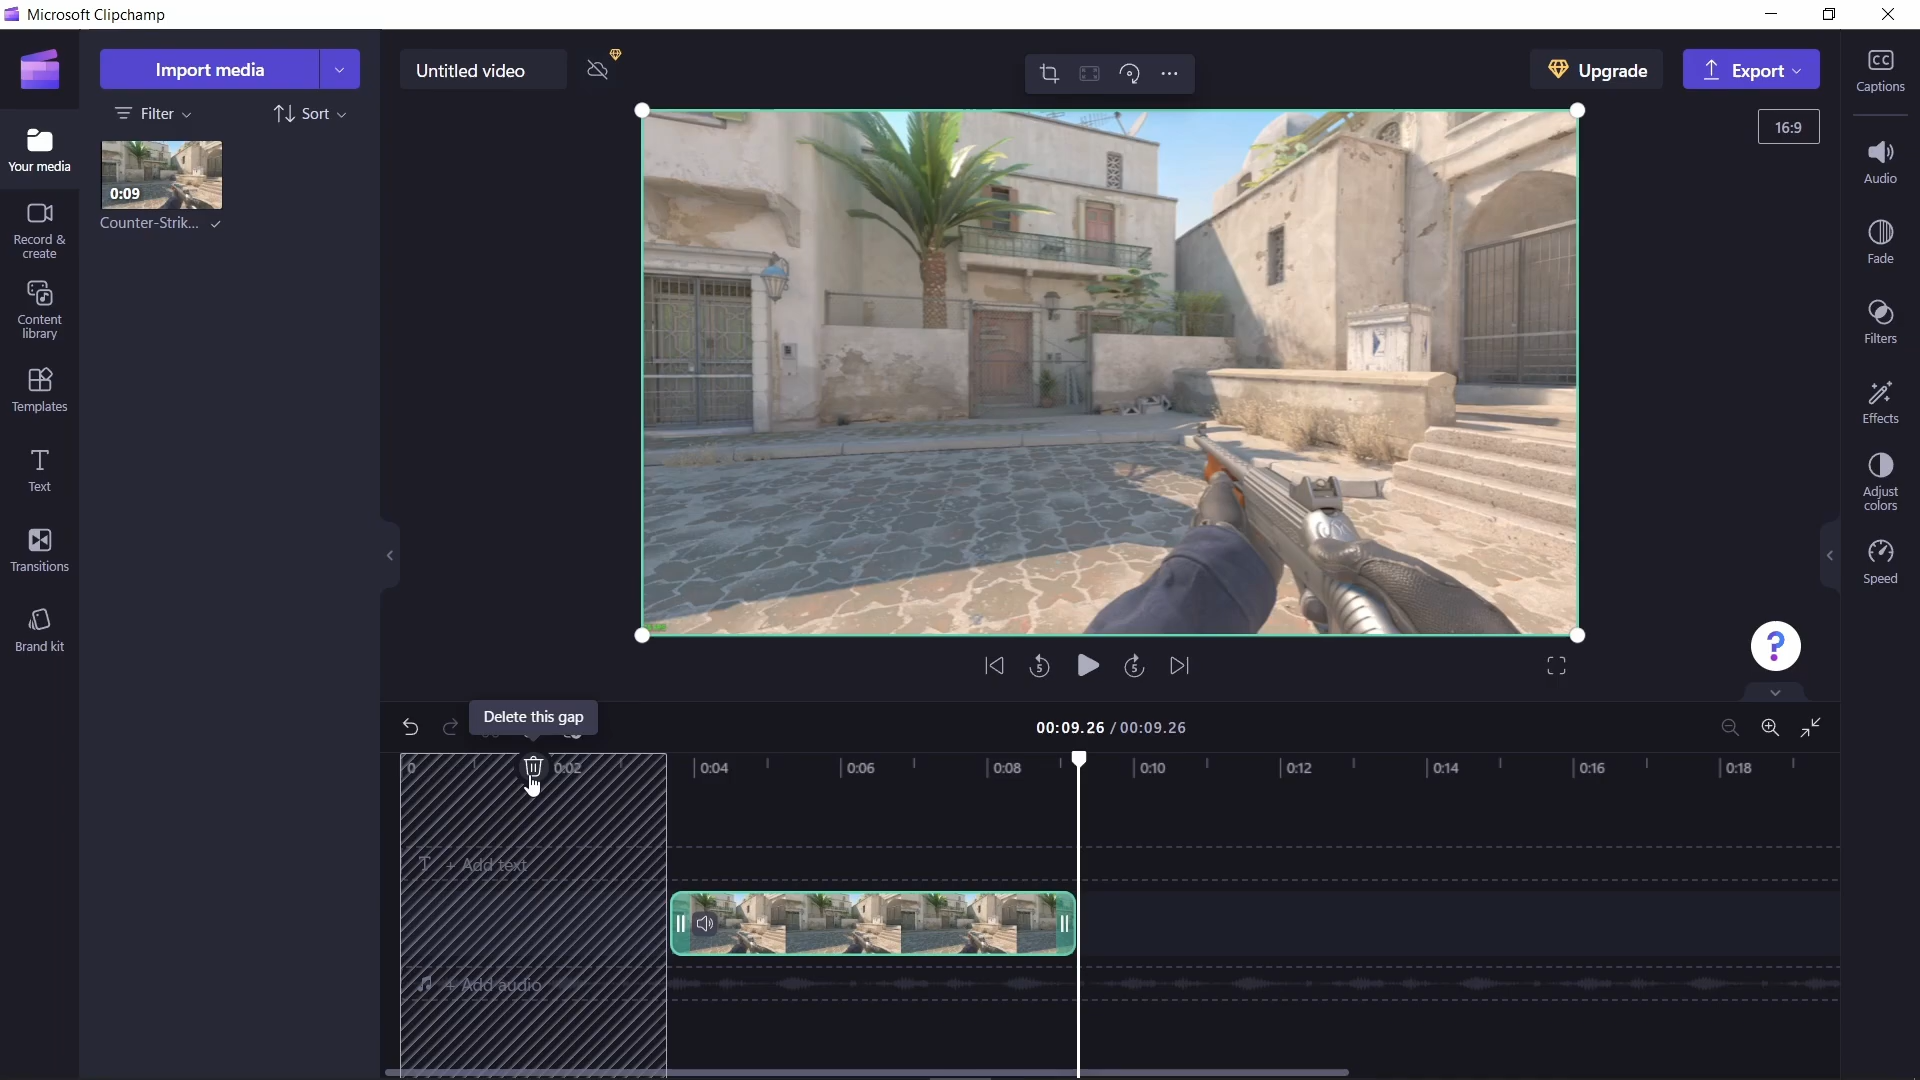 Microsoft Clipchamp
Import media
Untitled video
Upgrade
Export
Captions
Filter
Sort
16:9
Your media
0:09
Counter-Strik...
Audio
Record &
create
Fade
Content
library
Filters
Templates
Effects
Text
Adjust
colors
Transitions
Speed
Brand kit
5
5
?
Delete this gap
00:09.26 / 00:09.26
0
0:02
0:04
0:06
0:08
0:10
0:12
0:14
0:16
0:18
T + Add text
+ Add audio